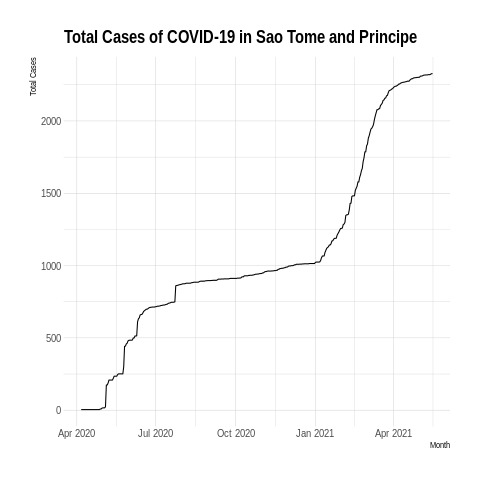 Total Cases of COVID-19 in Sao Tome and Principe
Total Cases
2000
1500
1000
500
0
Apr 2020 Jul 2020 Oct 2020 Jan 2021 Apr 2021
Month